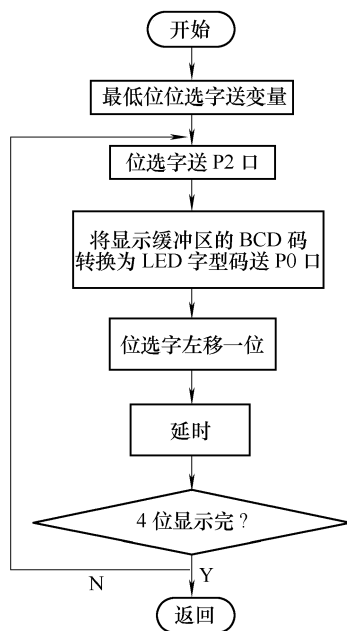 开始
最低位位选字送变量
位选字送 P2 口
将显示缓冲区的 BCD 码
转换为 LED 字型码送 P0 口
位选字左移一位
延时
4 位显示完？
N
Y
返回